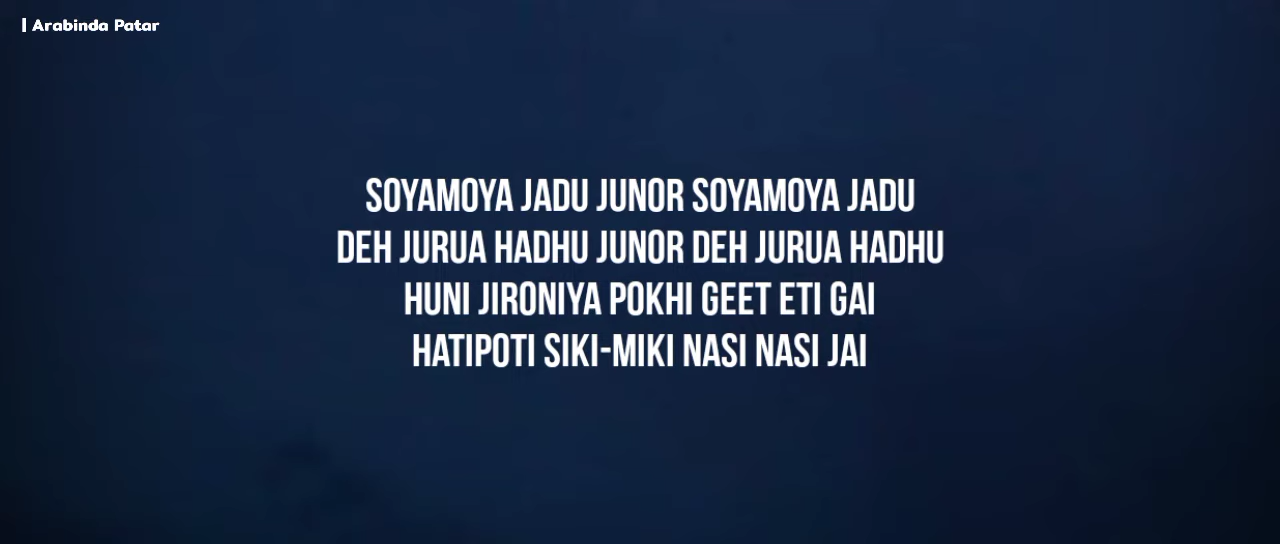 | Arabinda Patar
SOYAMOYA JADU JUNOR SOYAMOYA JADU
DEH JURUA HADHU JUNOR DEH JURUA HADHU
HUNI JIRONIYA POKHI GEET ETI GAI
HATIPOTI SIKI-MIKI NASI NASI JAI